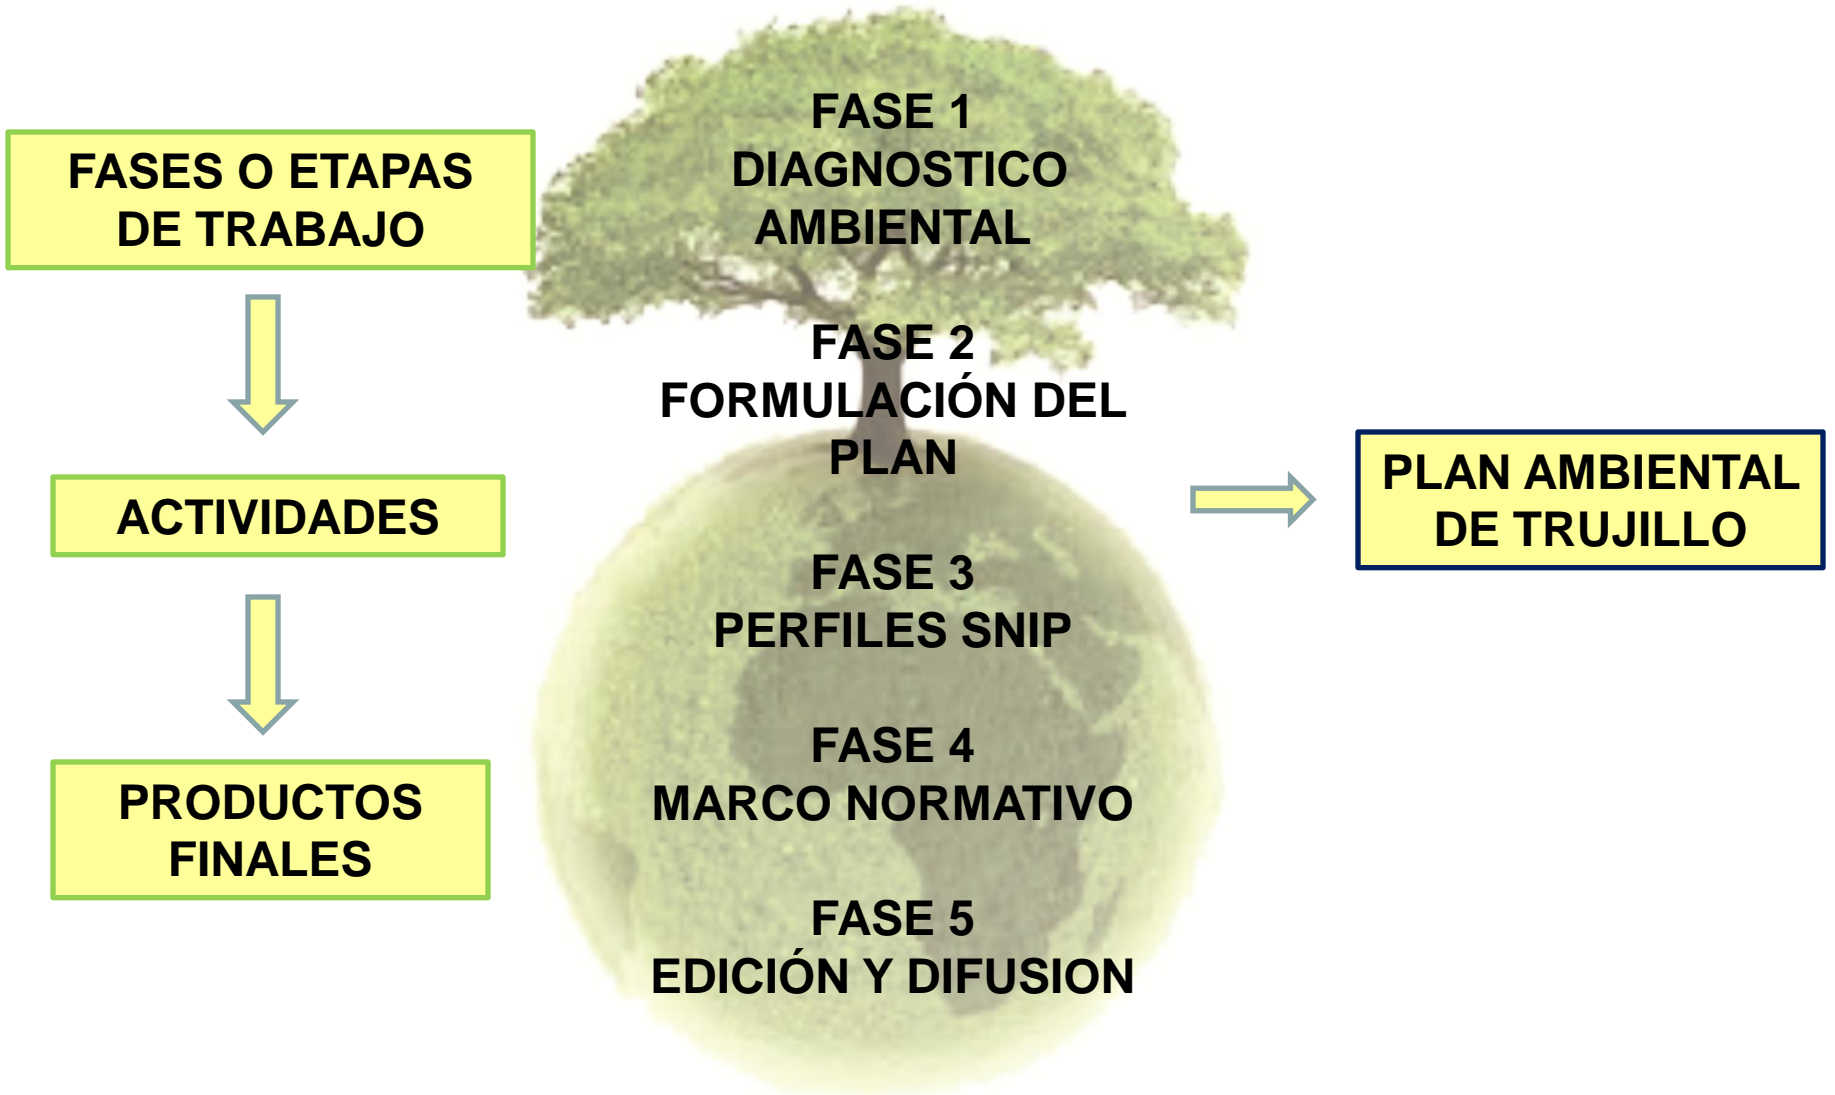 FASES O ETAPAS
DE TRABAJO
ACTIVIDADES
PRODUCTOS
FINALES
FASE 1
DIAGNOSTICO
AMBIENTAL
FASE 2
FORMULACIÓN DEL
PLAN
FASE 3
PERFILES SNIP
FASE 4
MARCO NORMATIVO
FASE 5
EDICIÓN Y DIFUSION
PLAN AMBIENTAL
DE TRUJILLO